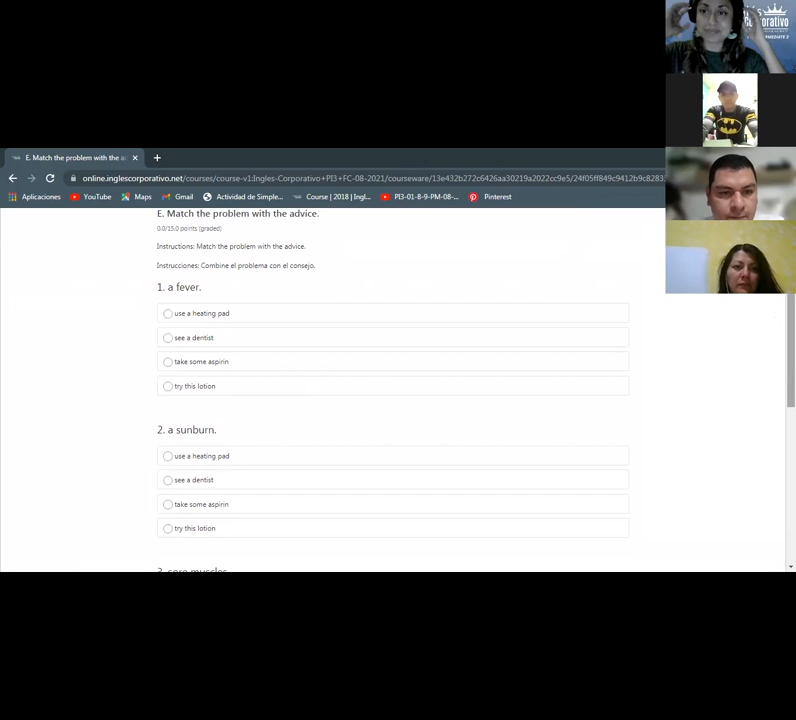 E. Match the problem with the a
online.inglescorporativo.net/courses/course-v1:Ingles-Corporativo+PI3+FC-08-2021/courseware/13e432b272c6426aa30219a2022cc9e5/24f05ff849c9412b9c8283
Aplicaciones YouTube Maps Gmail Actividad de Simple... Course | 2018 | Ingl... PI3-01-8-9-PM-08-... Pinterest
E. Match the problem with the advice.
0.0/15.0 points (graded)
Instructions: Match the problem with the advice.
Instrucciones: Combine el problema con el consejo.
1. a fever.
use a heating pad
see a dentist
take some aspirin
try this lotion
2. a sunburn.
use a heating pad
see a dentist
take some aspirin
try this lotion
3. sore muscles.